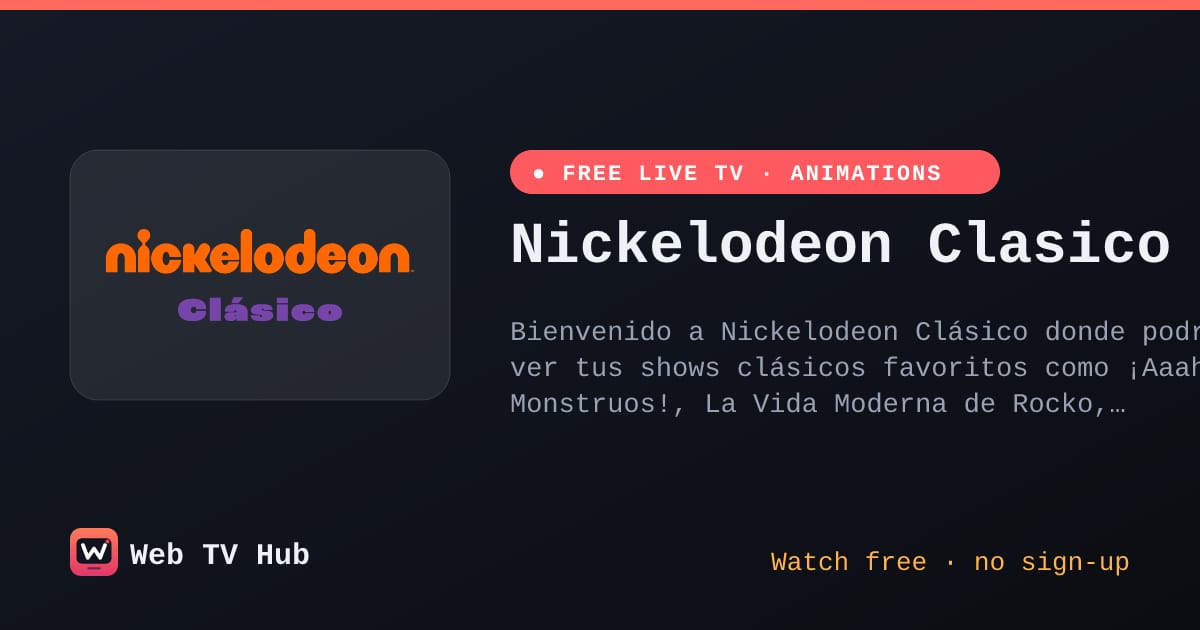 nickelodeon
Clásico
• FREE LIVE TV · ANIMATIONS
Nickelodeon Clasico
Bienvenido a Nickelodeon Clásico donde podr
ver tus shows clásicos favoritos como ¡Aaah
Monstruos!, La Vida Moderna de Rocko,…
W
Web TV Hub
Watch free · no sign-up